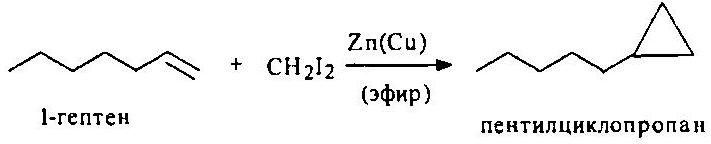 + CH2I2 Zn(Cu)
(эфир)
1-гептен
пентилциклопропан